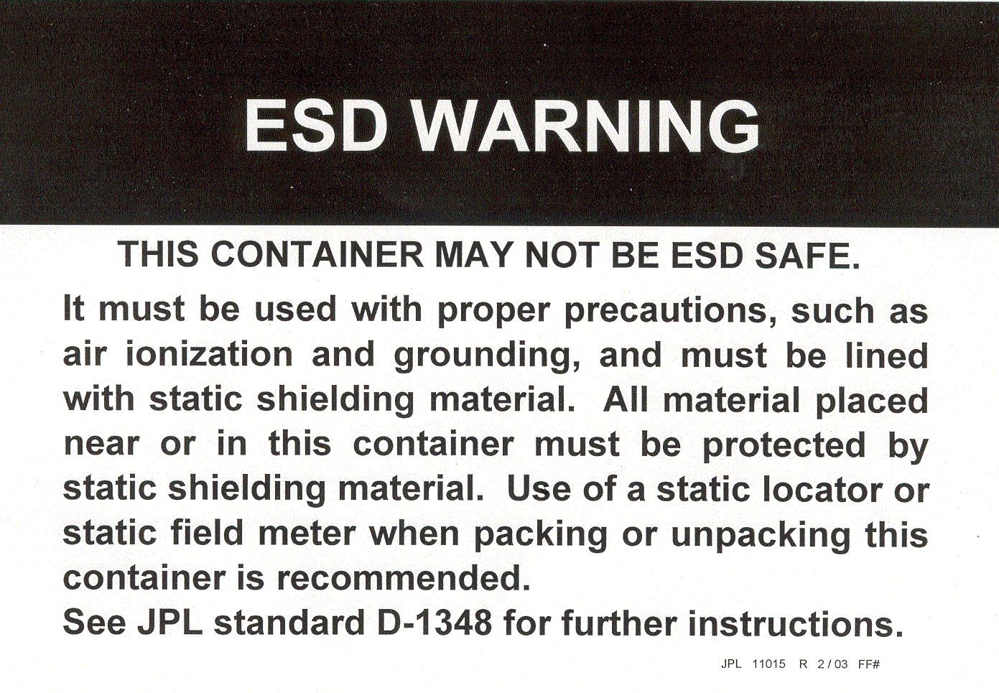 ESD WARNING
THIS CONTAINER MAY NOT BE ESD SAFE.
It must be used with proper precautions, such as
air ionization and grounding, and must be lined
with static shielding material. All material placed
near or in this container must be protected by
static shielding material. Use of a static locator or
static field meter when packing or unpacking this
container is recommended.
See JPL standard D-1348 for further instructions.
JPL 11015 R 2/03 FF#